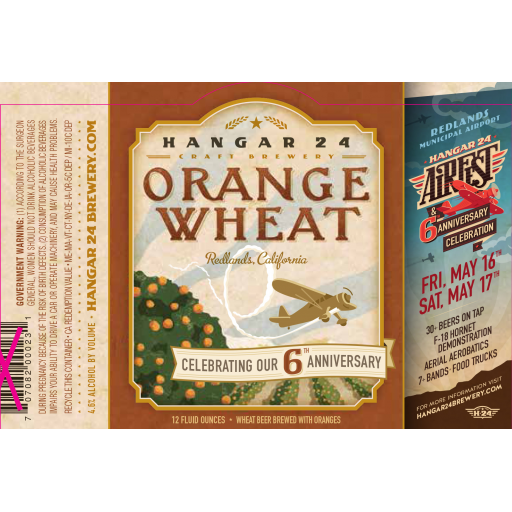 GOVERNMENT WARNING: (1) ACCORDING TO THE SURGEON
GENERAL, WOMEN SHOULD NOT DRINK ALCOHOLIC BEVERAGES
DURING PREGNANCY BECAUSE OF THE RISK OF BIRTH DEFECTS. (2) CONSUMPTION OF ALCOHOLIC BEVERAGES
IMPAIRS YOUR ABILITY TO DRIVE A CAR OR OPERATE MACHINERY, AND MAY CAUSE HEALTH PROBLEMS.
RECYCLE THIS CONTAINER • CA REDEMPTION VALUE • ME-MA-VT-CT-NY-DE-IA-OR-5¢ DEP / MI-10¢ DEP
4.6% ALCOHOL BY VOLUME • HANGAR 24 BREWERY.COM
7 07082 00023 1
HANGAR 24
CRAFT BREWERY
ORANGE
WHEAT
Redlands, California
CELEBRATING OUR 6TH ANNIVERSARY
12 FLUID OUNCES • WHEAT BEER BREWED WITH ORANGES
REDLANDS
MUNICIPAL AIRPORT
HANGAR 24
AIRFEST
& 6TH ANNIVERSARY
CELEBRATION
FRI, MAY 16TH
SAT, MAY 17TH
30+ BEERS ON TAP
F-18 HORNET
DEMONSTRATION
AERIAL AEROBATICS
7+ BANDS • FOOD TRUCKS
FOR MORE INFORMATION VISIT
HANGAR24BREWERY.COM
H-24